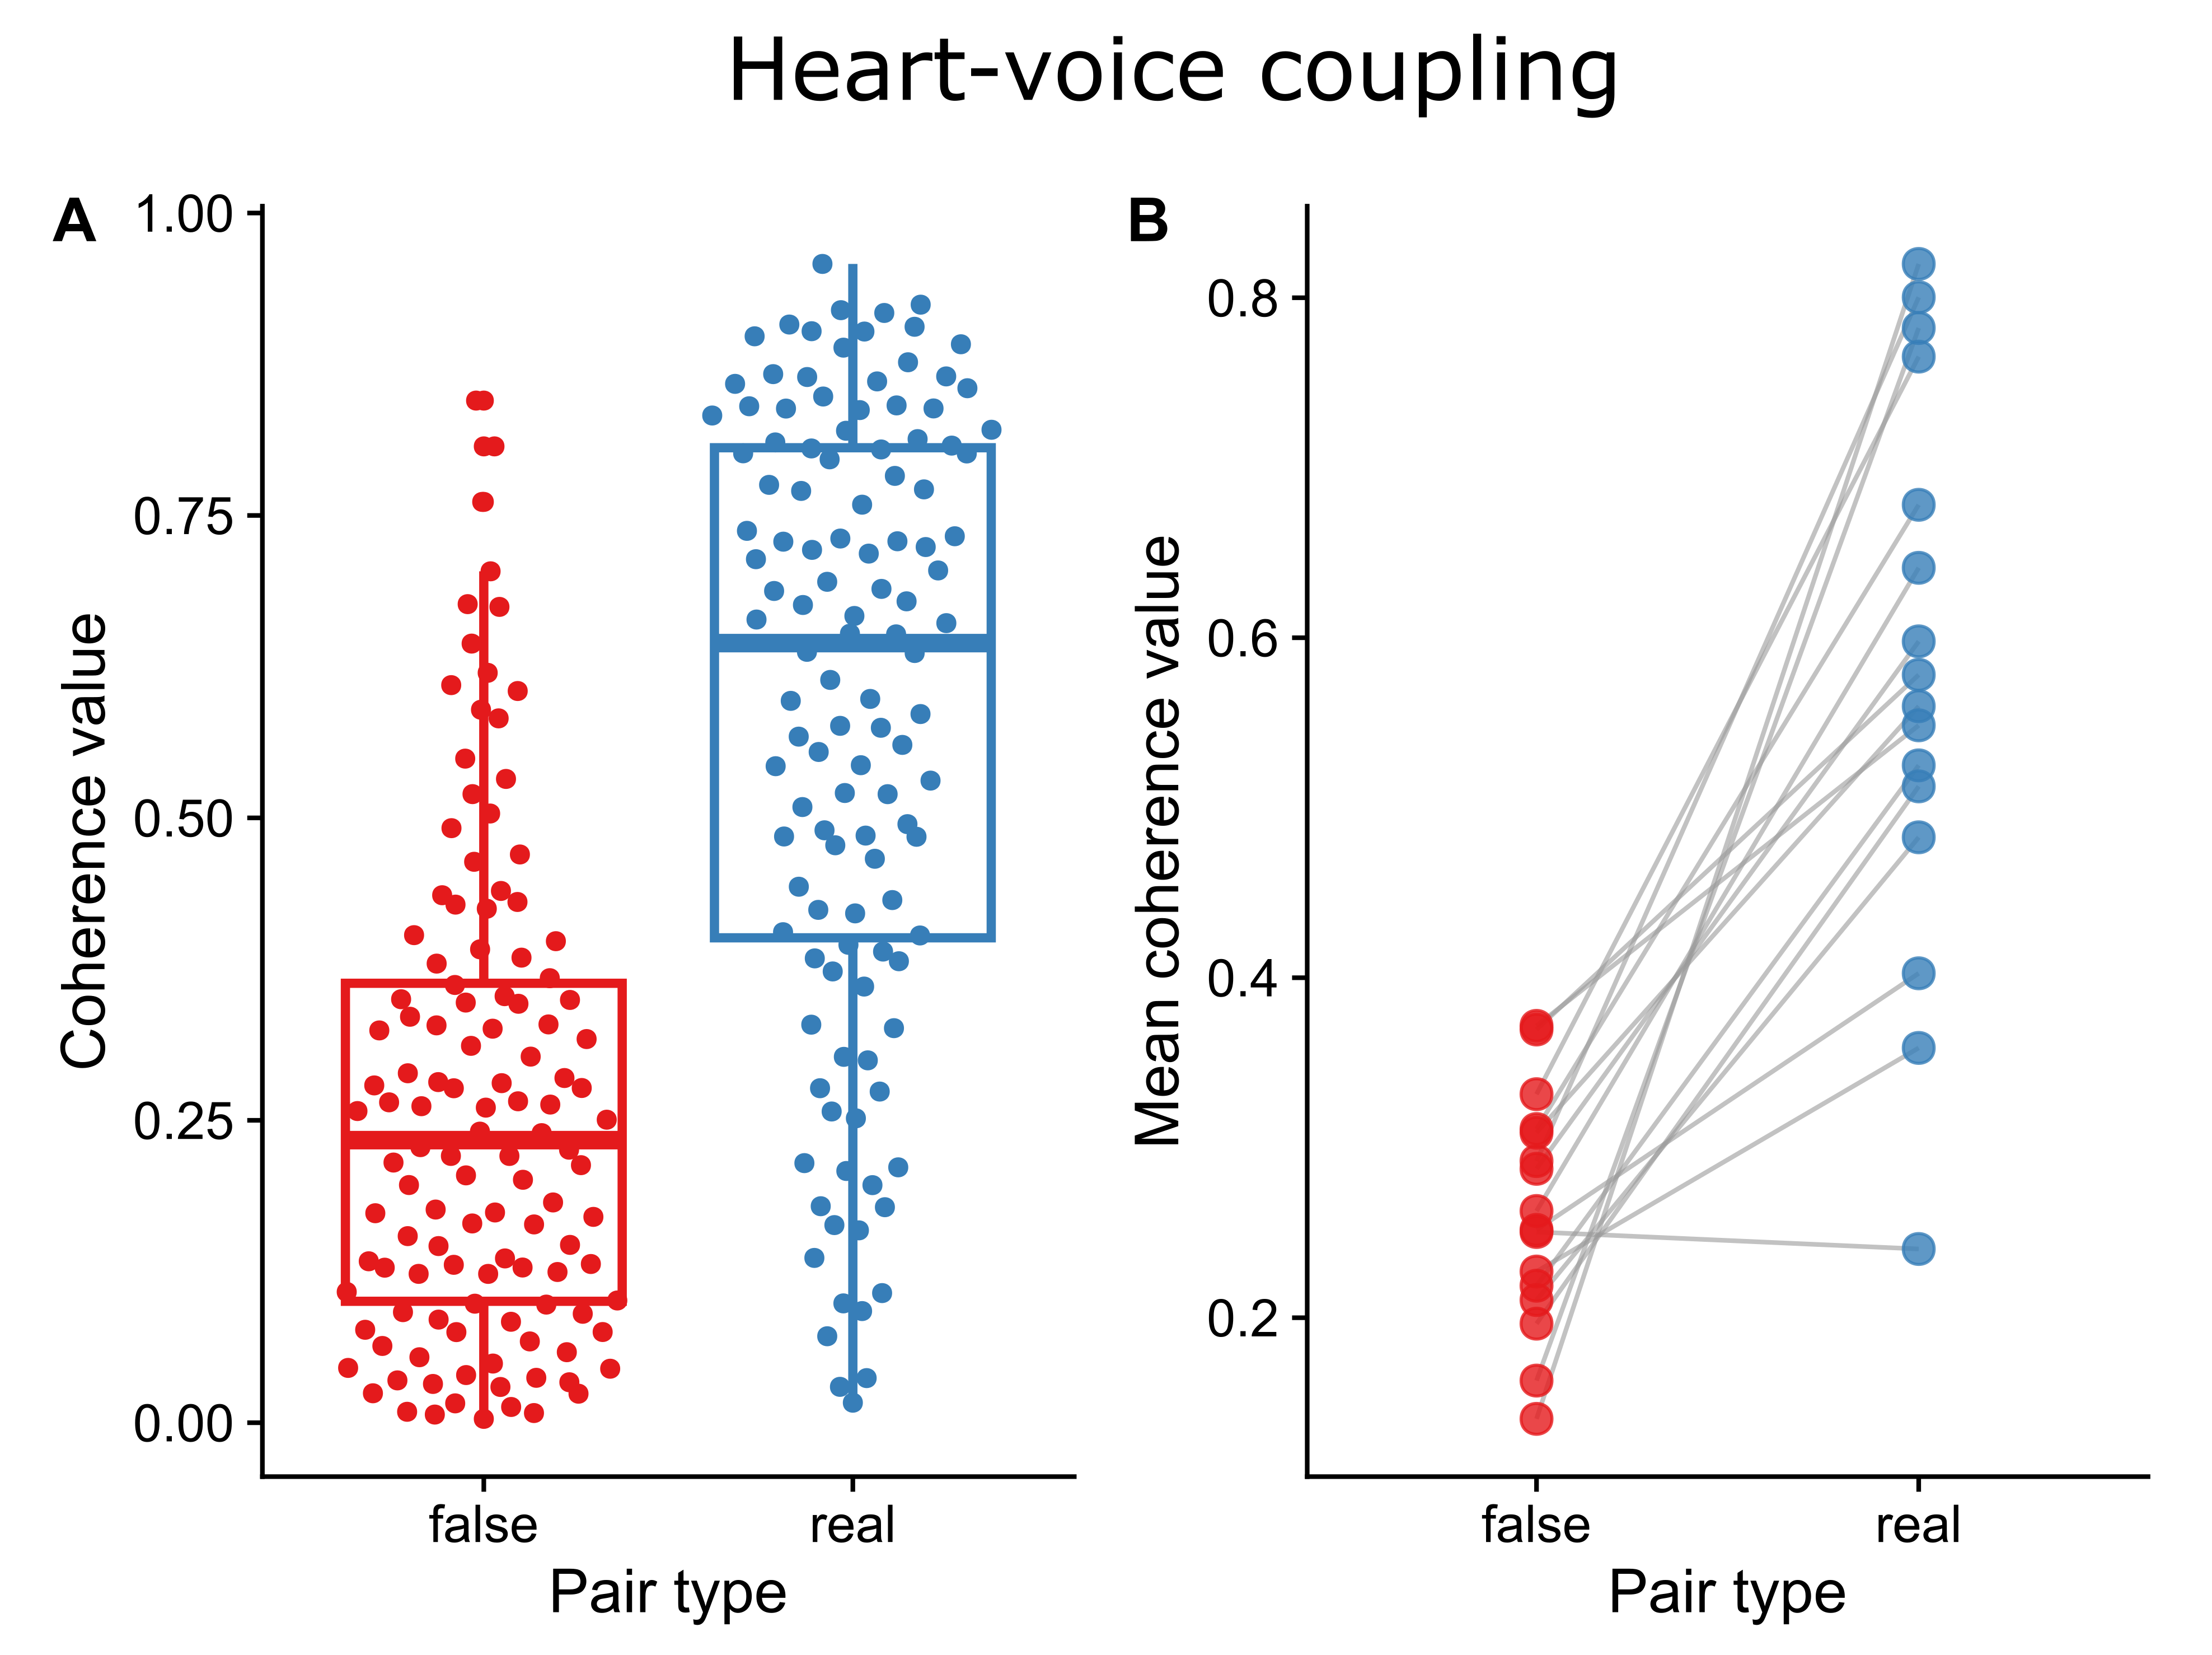 Heart-voice coupling
A
1.00
0.75
0.50
0.25
0.00
Coherence value
false real
Pair type
B
0.8
0.6
0.4
0.2
Mean coherence value
false real
Pair type